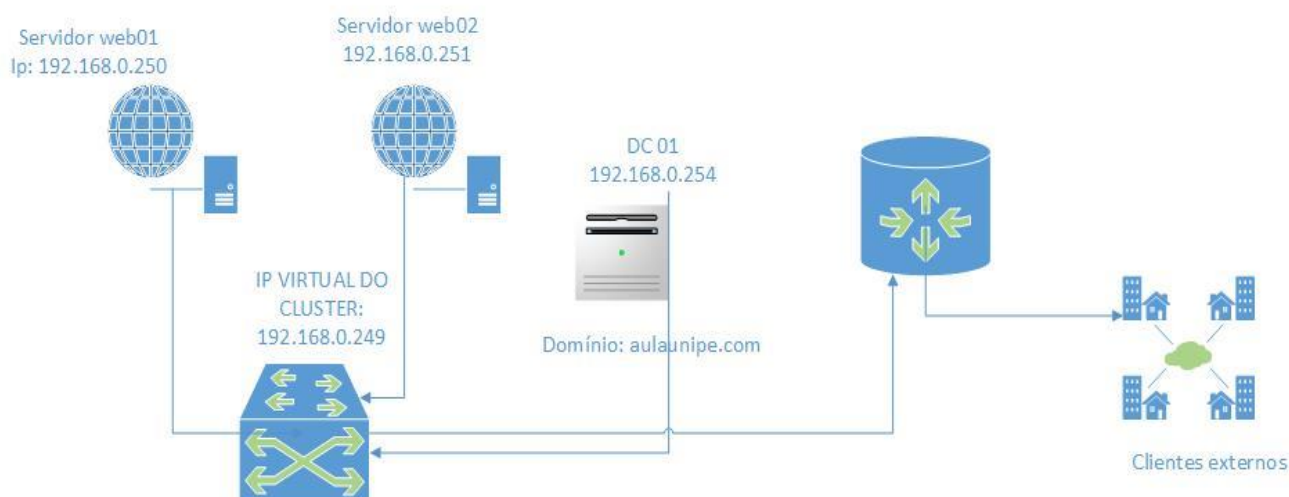 Servidor web01
Ip: 192.168.0.250
Servidor web02
192.168.0.251
DC 01
192.168.0.254
IP VIRTUAL DO
CLUSTER:
192.168.0.249
Domínio: aulaunipe.com
Clientes externos